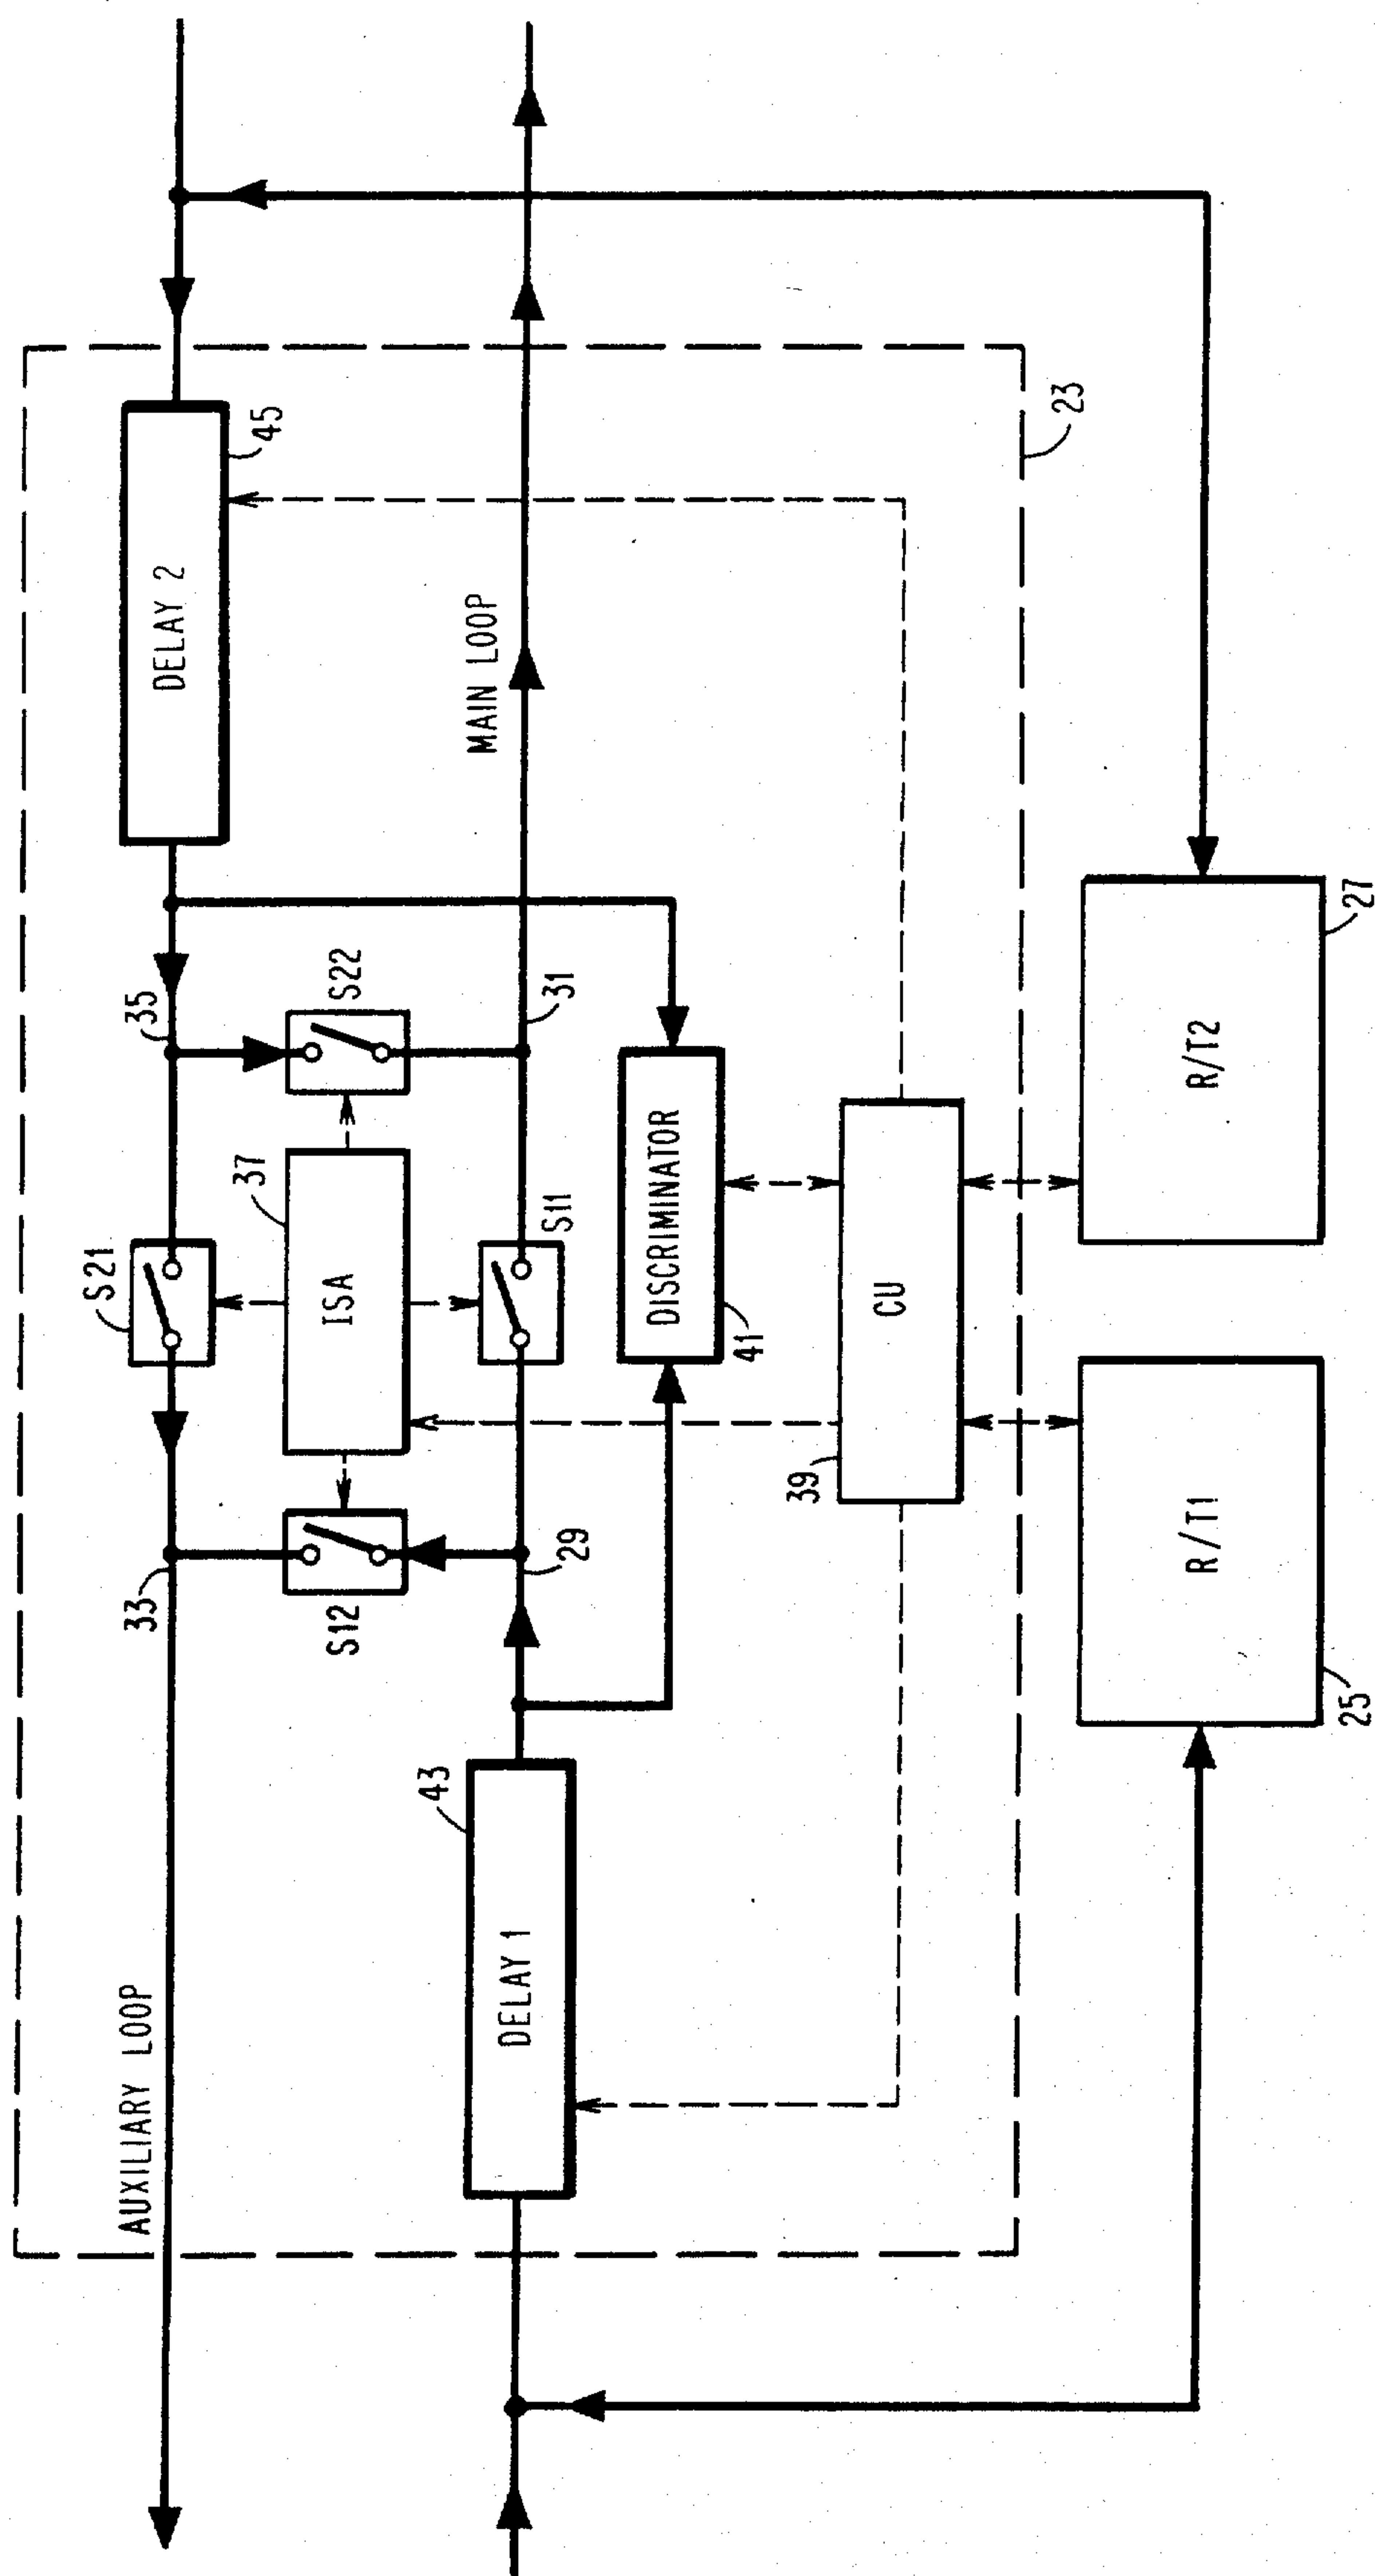 AUXILIARY LOOP
33
S21
35
DELAY 2
45
S12
37
ISA
S22
43
DELAY 1
29
S11
31
MAIN LOOP
41
DISCRIMINATOR
39
CU
23
25
R/T1
R/T2
27